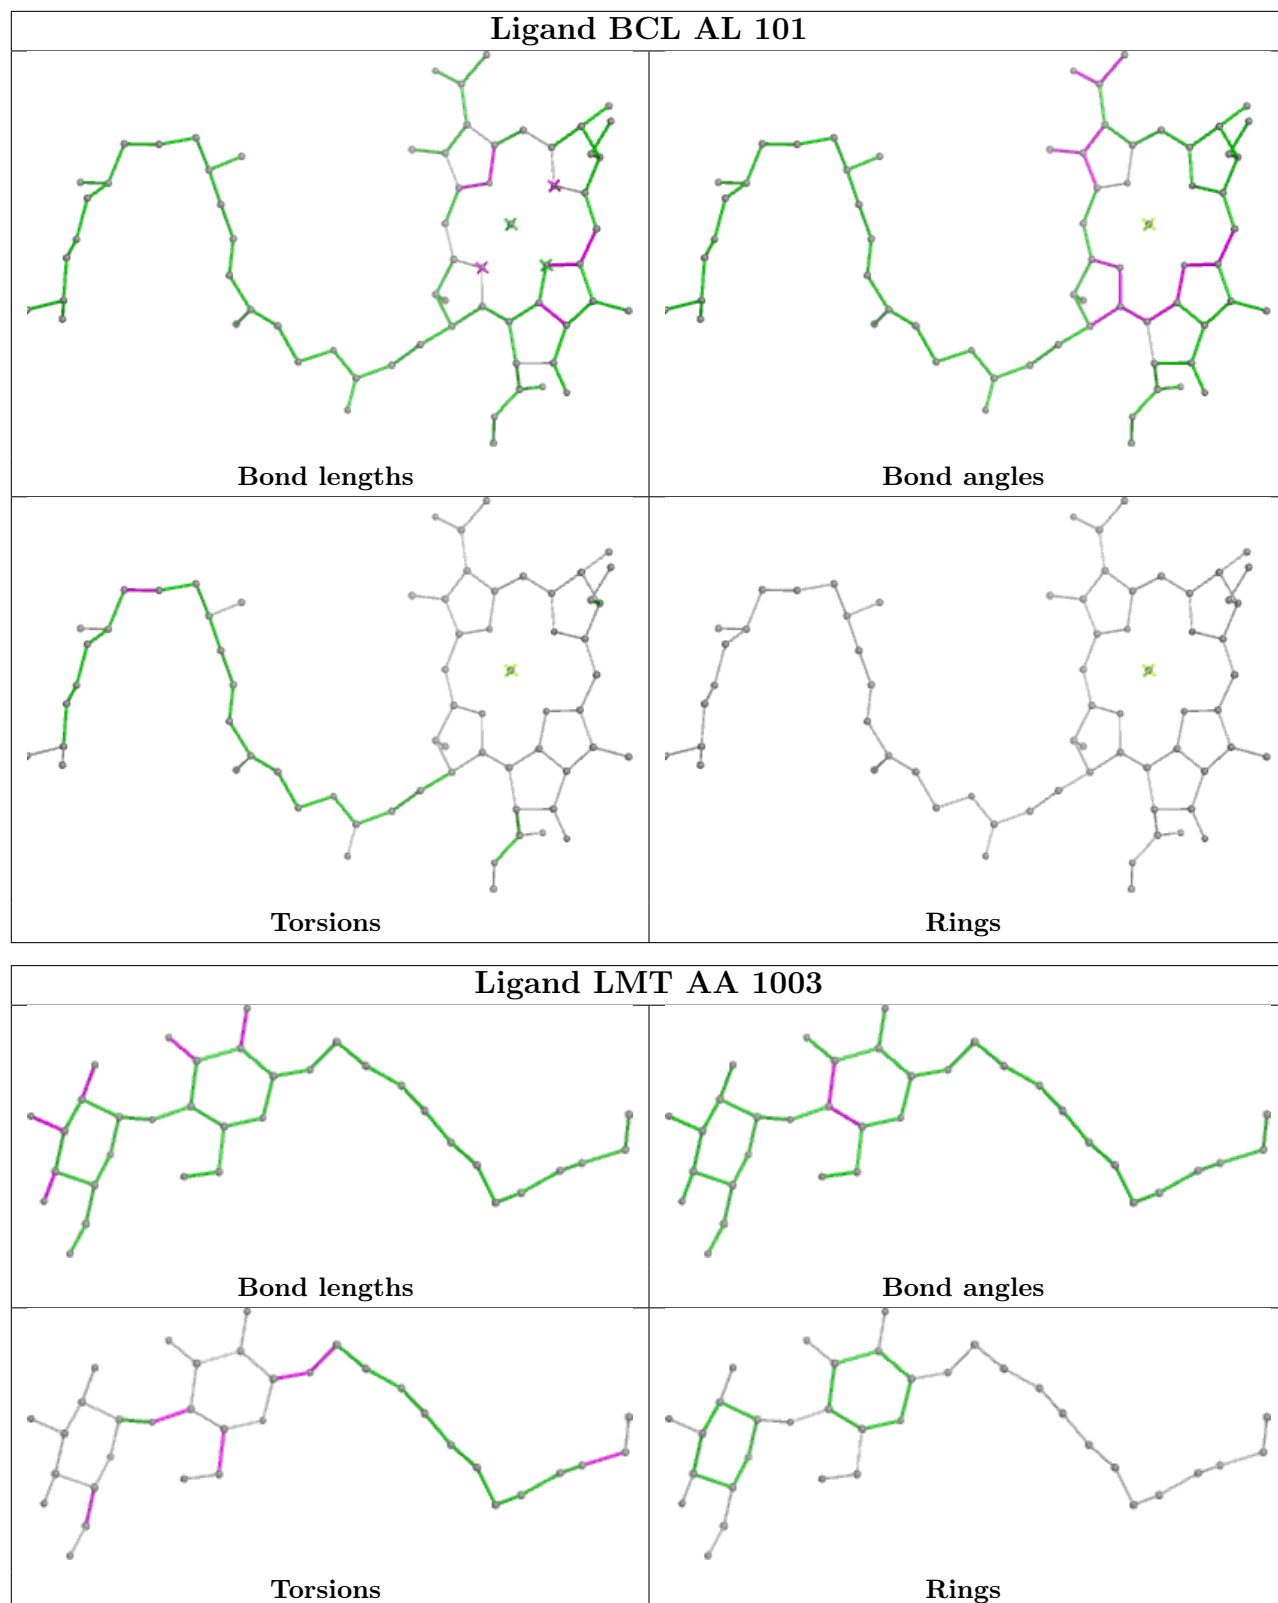 Ligand BCL AL 101
Bond lengths
Bond angles
Torsions
Rings
Ligand LMT AA 1003
Bond lengths
Bond angles
Torsions
Rings